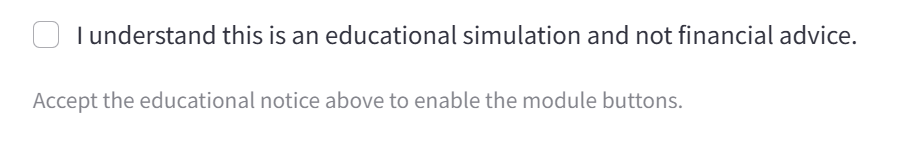 I understand this is an educational simulation and not financial advice.
Accept the educational notice above to enable the module buttons.